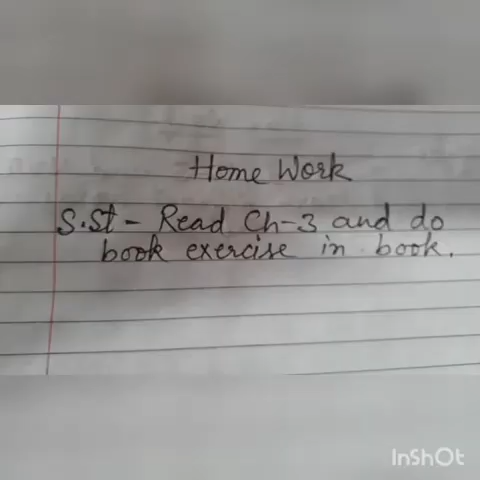 Home Work
S.St - Read Ch-3 and do
book exercise in book.
InShOt